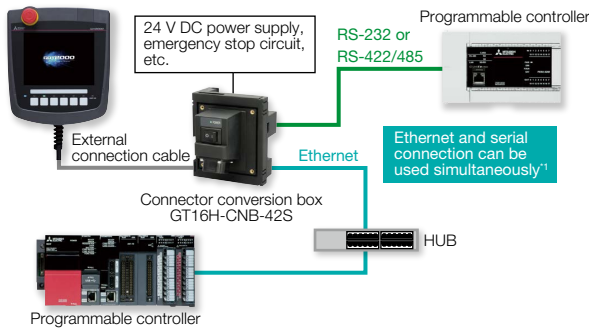 Programmable controller
24 V DC power supply,
emergency stop circuit,
etc.
RS-232 or
RS-422/485
External
connection cable
Ethernet
Ethernet and serial
connection can be
used simultaneously*1
Connector conversion box
GT16H-CNB-42S
HUB
Programmable controller